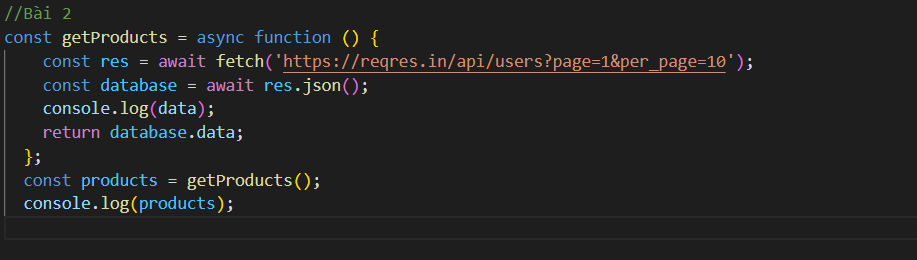 //Bài 2
const getProducts = async function () {
const res = await fetch('https://reqres.in/api/users?page=1&per_page=10');
const database = await res.json();
console.log(data);
return database.data;
};
const products = getProducts();
console.log(products);